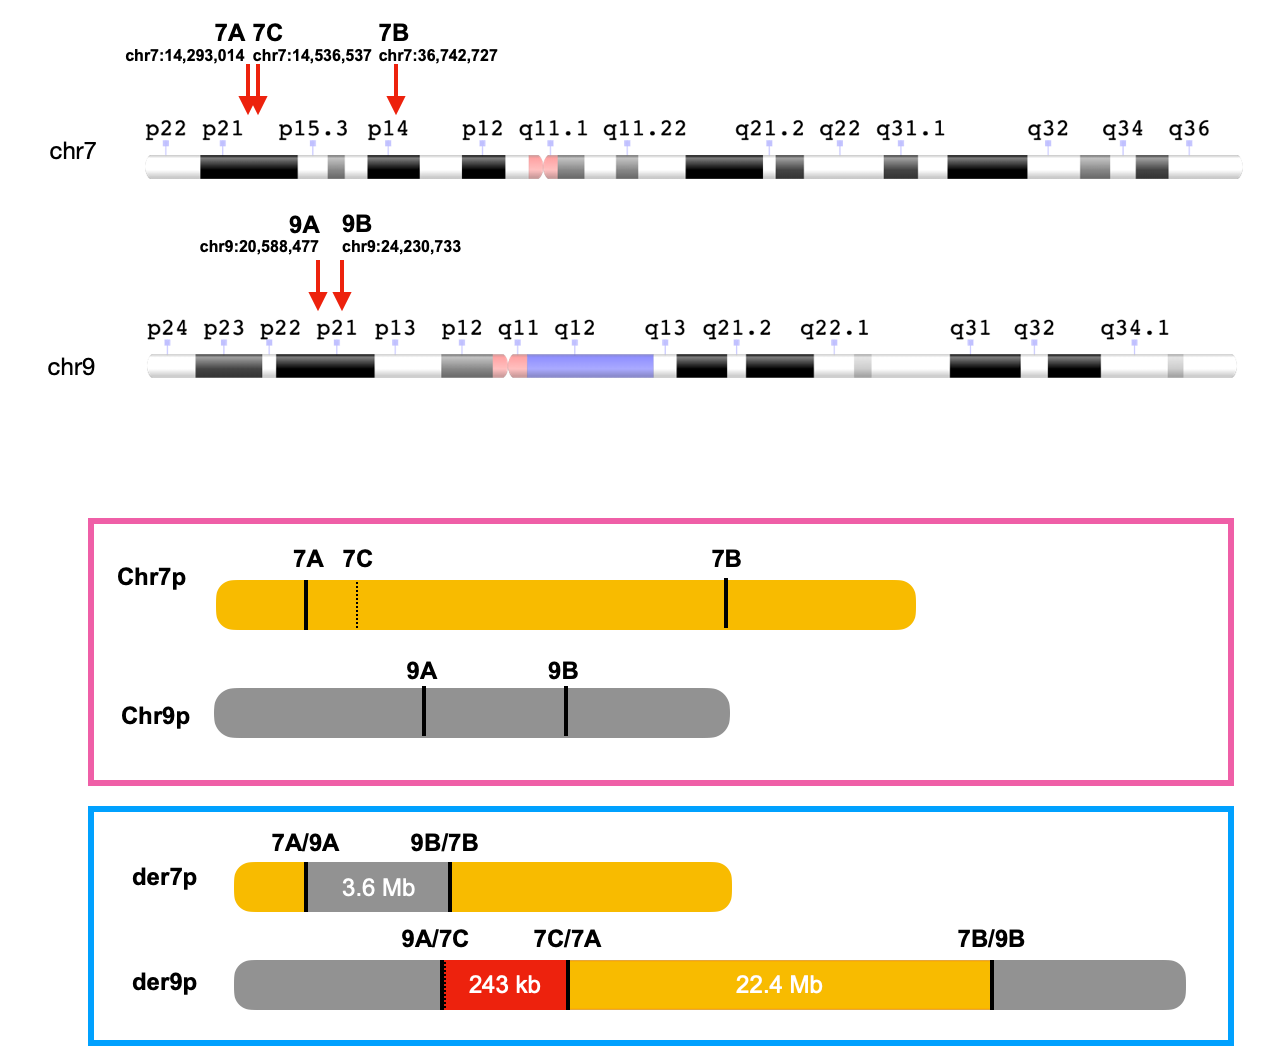 7A 7C 7B
chr7:14,293,014 chr7:14,536,537 chr7:36,742,727
p22 p21 p15.3 p14 p12 q11.1 q11.22 q21.2 q22 q31.1 q32 q34 q36
chr7
9A 9B
chr9:20,588,477 chr9:24,230,733
p24 p23 p22 p21 p13 p12 q11 q12 q13 q21.2 q22.1 q31 q32 q34.1
chr9
7A 7C 7B
Chr7p
9A 9B
Chr9p
7A/9A 9B/7B
der7p 3.6 Mb
9A/7C 7C/7A 7B/9B
der9p 243 kb 22.4 Mb